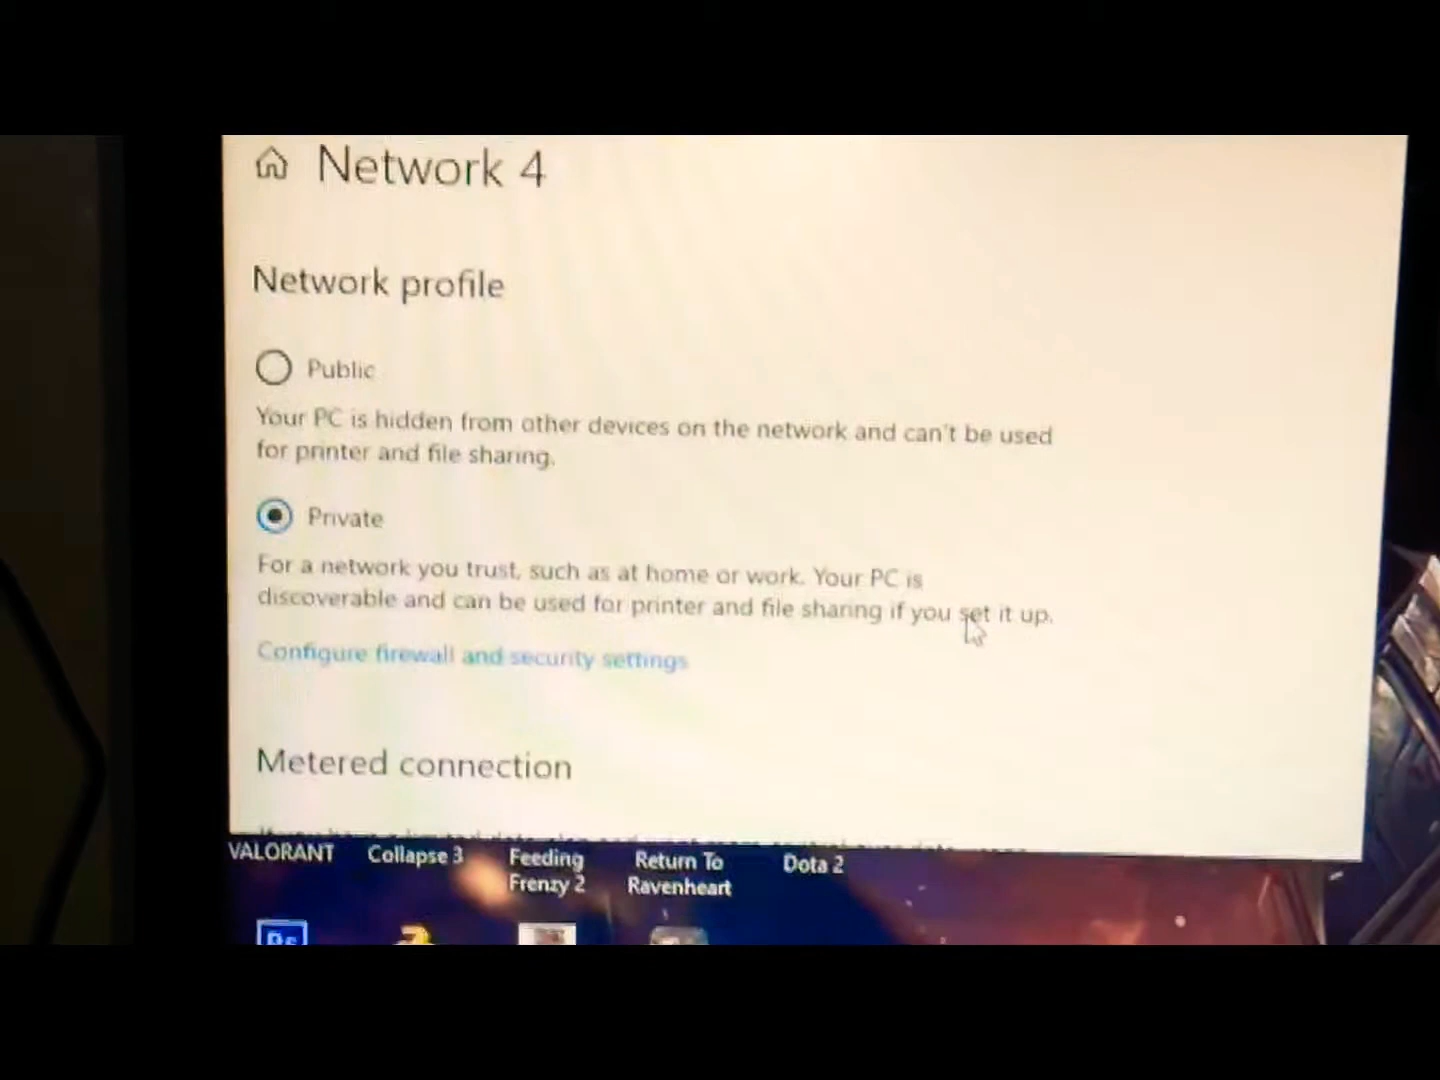 Network 4
Network profile
Public
Your PC is hidden from other devices on the network and can't be used
for printer and file sharing.
Private
For a network you trust, such as at home or work. Your PC is
discoverable and can be used for printer and file sharing if you set it up.
Configure firewall and security settings
Metered connection
VALORANT
Collapse 3
Feeding
Frenzy 2
Return To
Ravenheart
Dota 2